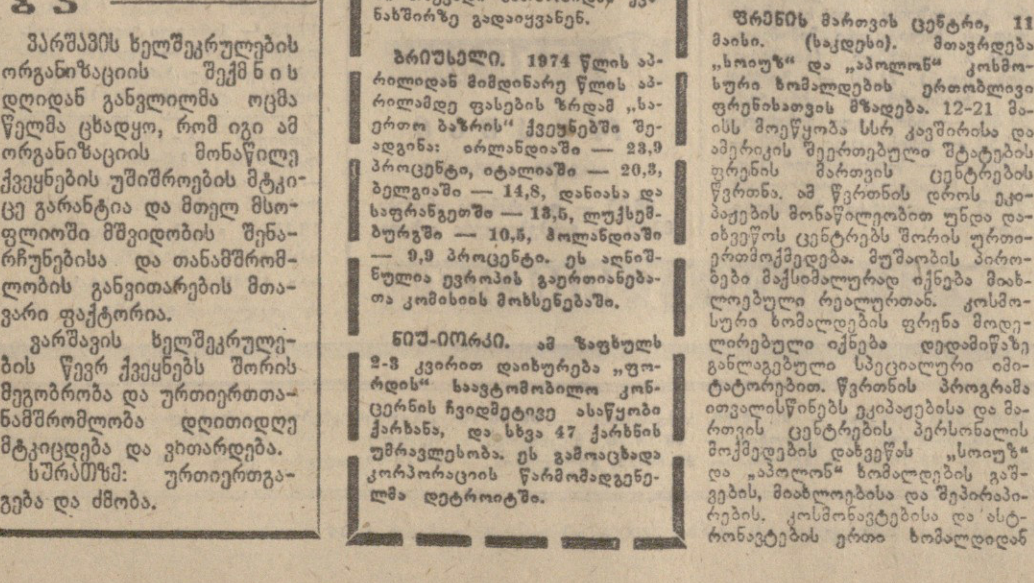 ვარშავის ხელშეკრულების
ორგანიზაციის შექმნის
დღიდან განვლილმა ოცმა
წელმა ცხადყო, რომ იგი ამ
ორგანიზაციის მონაწილე
ქვეყნების უშიშროების მტკი-
ცე გარანტია და მთელ მსო-
ფლიოში მშვიდობის შენა-
რჩუნებისა და თანამშრომ-
ლობის განვითარების მთა-
ვარი ფაქტორია.
ვარშავის ხელშეკრულე-
ბის წევრ ქვეყნებს შორის
მეგობრობა და ურთიერთთა-
ნამშრომლობა დღითიდღე
მტკიცდება და ვითარდება.
სურათზე: ურთიერთგა-
გება და ძმობა.
ნახშირზე გადაიყვანენ.
ბრიუსელი. 1974 წლის აპ-
რილიდან მიმდინარე წლის აპ-
რილამდე ფასების ზრდამ „სა-
ერთო ბაზრის“ ქვეყნებში შე-
ადგინა: ირლანდიაში — 23,9
პროცენტი, იტალიაში — 20,3,
ბელგიაში — 14,8, დანიასა და
საფრანგეთში — 13,5, ლუქსემ-
ბურგში — 10,5, ჰოლანდიაში
— 9,9 პროცენტი. ეს აღნიშ-
ნულია ევროპის გაერთიანება-
თა კომისიის მოხსენებაში.
ნიუ-იორკი. ამ ზაფხულს
2-3 კვირით დაიხურება „ფო-
რდის“ საავტომობილო კონ-
ცერნის ჩვიდმეტივე ასაწყობი
ქარხანა, და სხვა 47 ქარხნის
უმრავლესობა. ეს გამოაცხადა
კორპორაციის წარმომადგენე-
ლმა დეტროიტში.
ფრენის მართვის ცენტრი, 11
მაისი. (საკდესი). მთავრდება
„სოიუზ“ და „აპოლონ“ კოსმო-
სური ხომალდების ერთობლივი
ფრენისათვის მზადება. 12-21 მა-
ისს მოეწყობა სსრ კავშირისა და
ამერიკის შეერთებული შტატების
ფრენის მართვის ცენტრების
წვრთნა. ამ წვრთნის დროს ეკი-
პაჟების მონაწილეობით უნდა და-
იხვეწოს ცენტრებს შორის ურთი-
ერთმოქმედება. მუშაობის პირო-
ბები მაქსიმალურად იქნება მიახ-
ლოებული რეალურთან. კოსმო-
სური ხომალდების ფრენა მოდე-
ლირებული იქნება დედამიწაზე
განლაგებული სპეციალური იმი-
ტატორებით. წვრთნის პროგრამა
ითვალისწინებს ეკიპაჟებისა და მა-
რთვის ცენტრების პერსონალის
მოქმედების დახვეწას „სოიუზ“
და „აპოლონ“ ხომალდების გაშ-
ვების, მიახლოებისა და შეპირაპი-
რების, კოსმონავტებისა და ასტ-
რონავტების ერთი ხომალდიდან